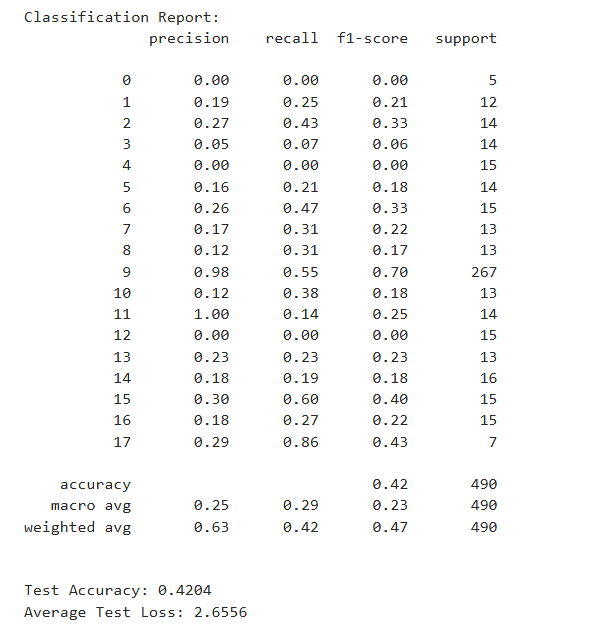 Classification Report:
precision recall f1-score support
0 0.00 0.00 0.00 5
1 0.19 0.25 0.21 12
2 0.27 0.43 0.33 14
3 0.05 0.07 0.06 14
4 0.00 0.00 0.00 15
5 0.16 0.21 0.18 14
6 0.26 0.47 0.33 15
7 0.17 0.31 0.22 13
8 0.12 0.31 0.17 13
9 0.98 0.55 0.70 267
10 0.12 0.38 0.18 13
11 1.00 0.14 0.25 14
12 0.00 0.00 0.00 15
13 0.23 0.23 0.23 13
14 0.18 0.19 0.18 16
15 0.30 0.60 0.40 15
16 0.18 0.27 0.22 15
17 0.29 0.86 0.43 7
accuracy 0.42 490
macro avg 0.25 0.29 0.23 490
weighted avg 0.63 0.42 0.47 490
Test Accuracy: 0.4204
Average Test Loss: 2.6556